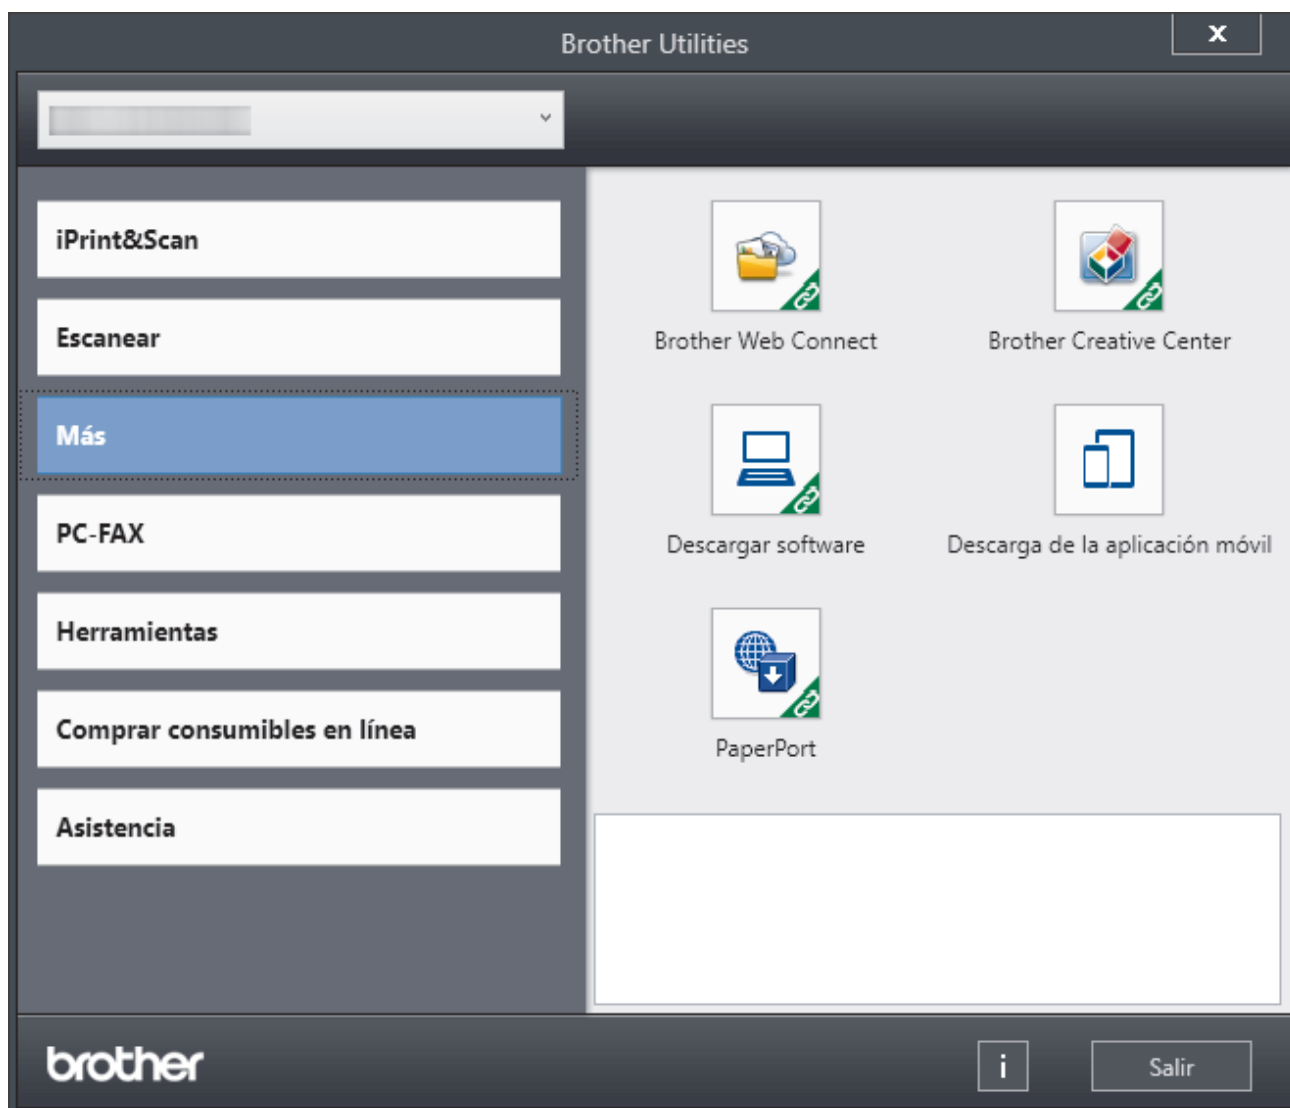 Brother Utilities
x
iPrint&Scan
Escanear
Más
PC-FAX
Herramientas
Comprar consumibles en línea
Asistencia
Brother Web Connect
Brother Creative Center
Descargar software
Descarga de la aplicación móvil
PaperPort
brother
i
Salir